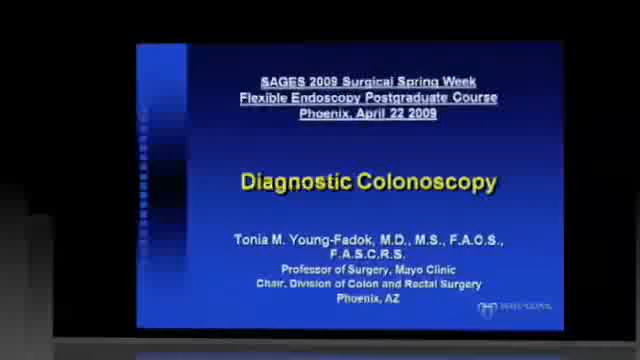 SAGES 2009 Surgical Spring Week
Flexible Endoscopy Postgraduate Course
Phoenix, April 22 2009
Diagnostic Colonoscopy
Tonia M. Young-Fadok, M.D., M.S., F.A.C.S.,
F.A.S.C.R.S.
Professor of Surgery, Mayo Clinic
Chair, Division of Colon and Rectal Surgery
Phoenix, AZ